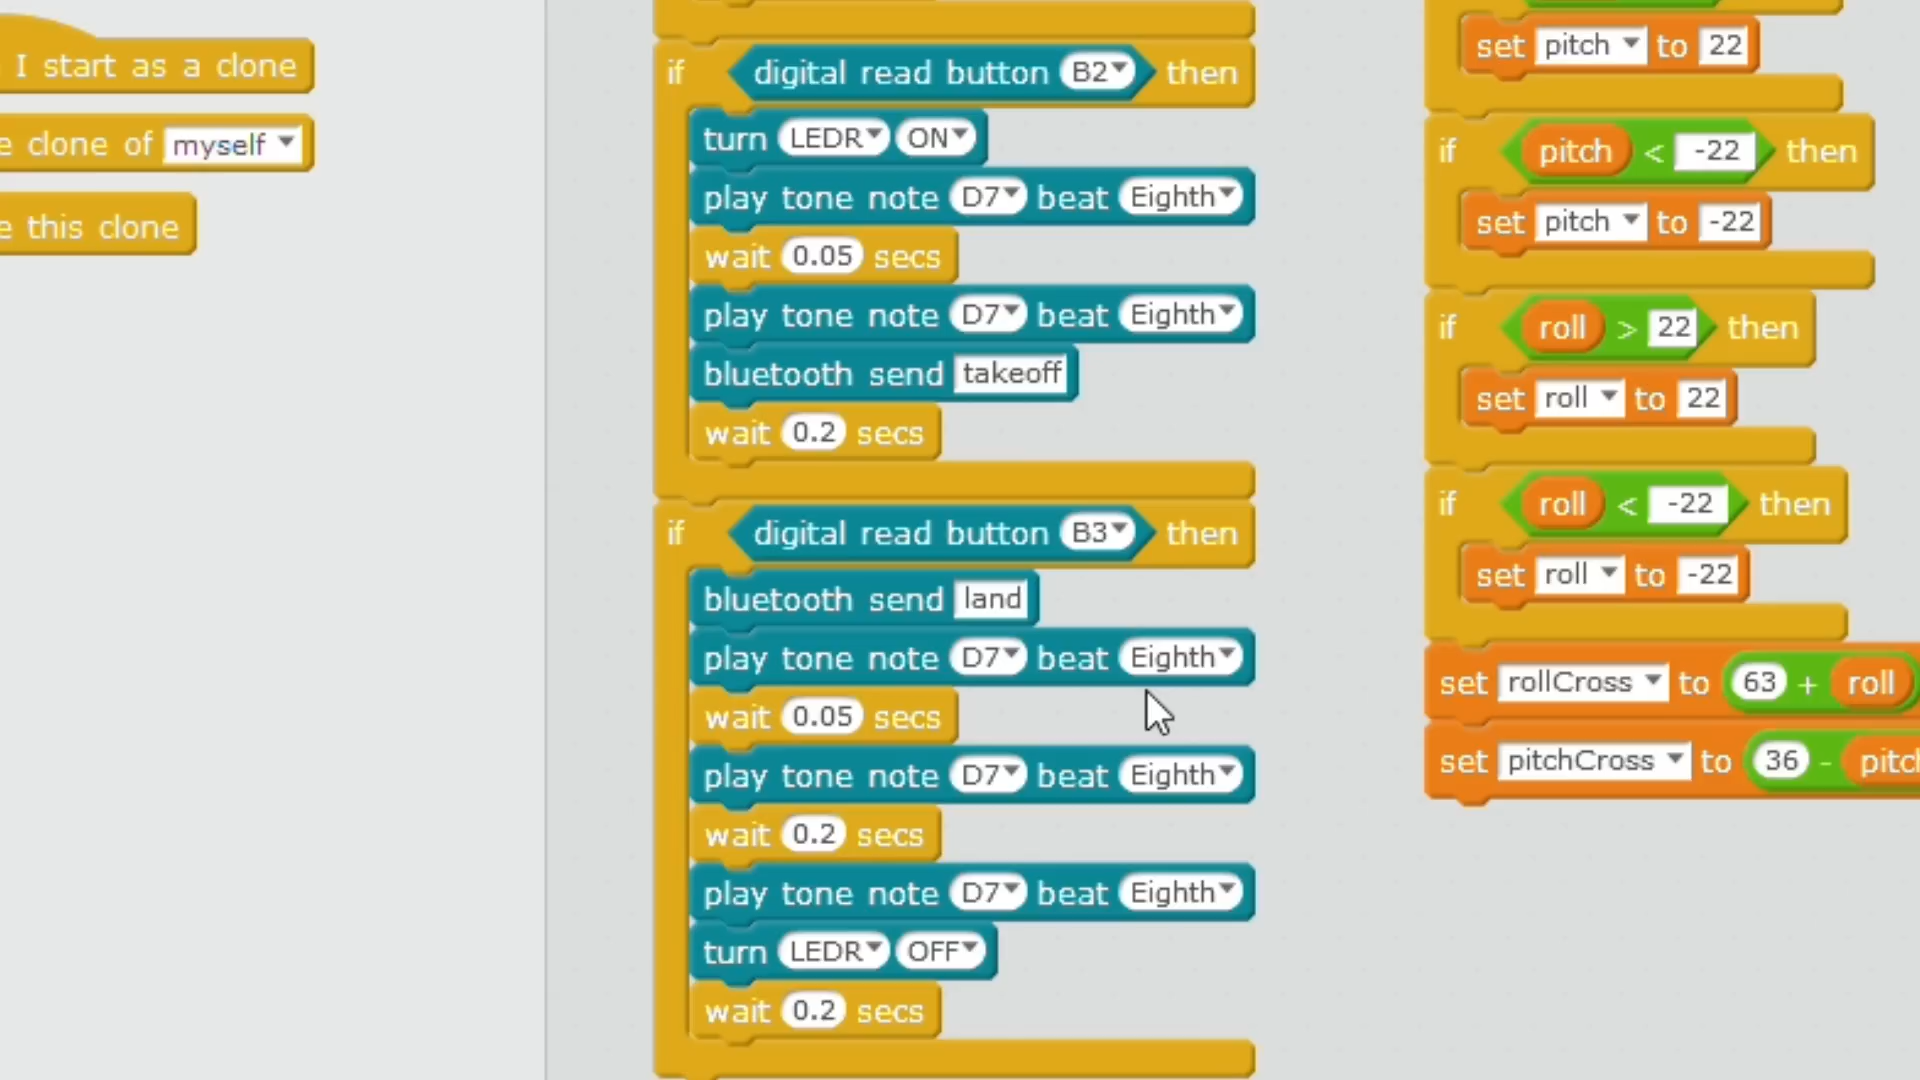 I start as a clone
e clone of myself
e this clone
if digital read button B2 then
turn LEDR ON
play tone note D7 beat Eighth
wait 0.05 secs
play tone note D7 beat Eighth
bluetooth send takeoff
wait 0.2 secs
if digital read button B3 then
bluetooth send land
play tone note D7 beat Eighth
wait 0.05 secs
play tone note D7 beat Eighth
wait 0.2 secs
play tone note D7 beat Eighth
turn LEDR OFF
wait 0.2 secs
set pitch to 22
if pitch < -22 then
set pitch to -22
if roll > 22 then
set roll to 22
if roll < -22 then
set roll to -22
set rollCross to 63 + roll
set pitchCross to 36 - pitch